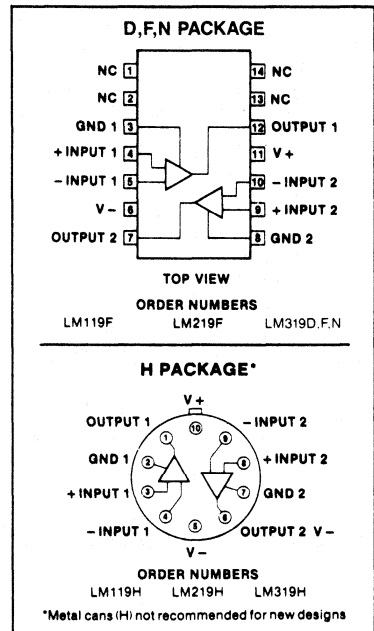 D,F,N PACKAGE
NC 1 14 NC
NC 2 13 NC
GND 1 3 12 OUTPUT 1
+ INPUT 1 4 11 V +
− INPUT 1 5 10 − INPUT 2
V − 6 9 + INPUT 2
OUTPUT 2 7 8 GND 2
TOP VIEW
ORDER NUMBERS
LM119F LM219F LM319D,F,N
H PACKAGE*
V +
OUTPUT 1 10 − INPUT 2
1 9
GND 1 2 8 + INPUT 2
+ INPUT 1 3 7 GND 2
− INPUT 1 4 5 6 OUTPUT 2 V −
V −
ORDER NUMBERS
LM119H LM219H LM319H
*Metal cans (H) not recommended for new designs